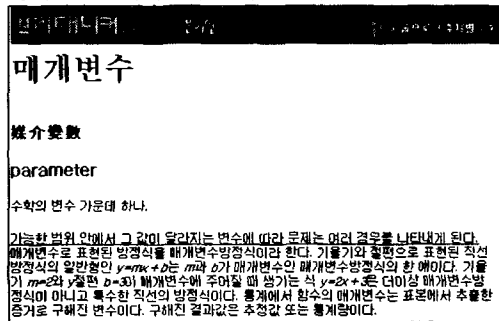 매개변수
媒介變數
parameter
수학의 변수 가운데 하나.
가능한 범위 안에서 그 값이 달라지는 변수에 따라 문제는 여러 경우를 나타내게 된다.
매개변수로 표현된 방정식을 매개변수방정식이라 한다. 기울기와 절편으로 표현된 직선
방정식의 일반형인 y=mx+b는 m과 b가 매개변수인 매개변수방정식의 한 예이다. 기울
기 m=2와 y절편 b=3이 매개변수에 주어질 때 생기는 식 y=2x+3은 더이상 매개변수방
정식이 아니고 특수한 직선의 방정식이다. 통계에서 함수의 매개변수는 표본에서 추출한
증거로 구해진 변수이다. 구해진 결과값은 추정값 또는 통계량이다.